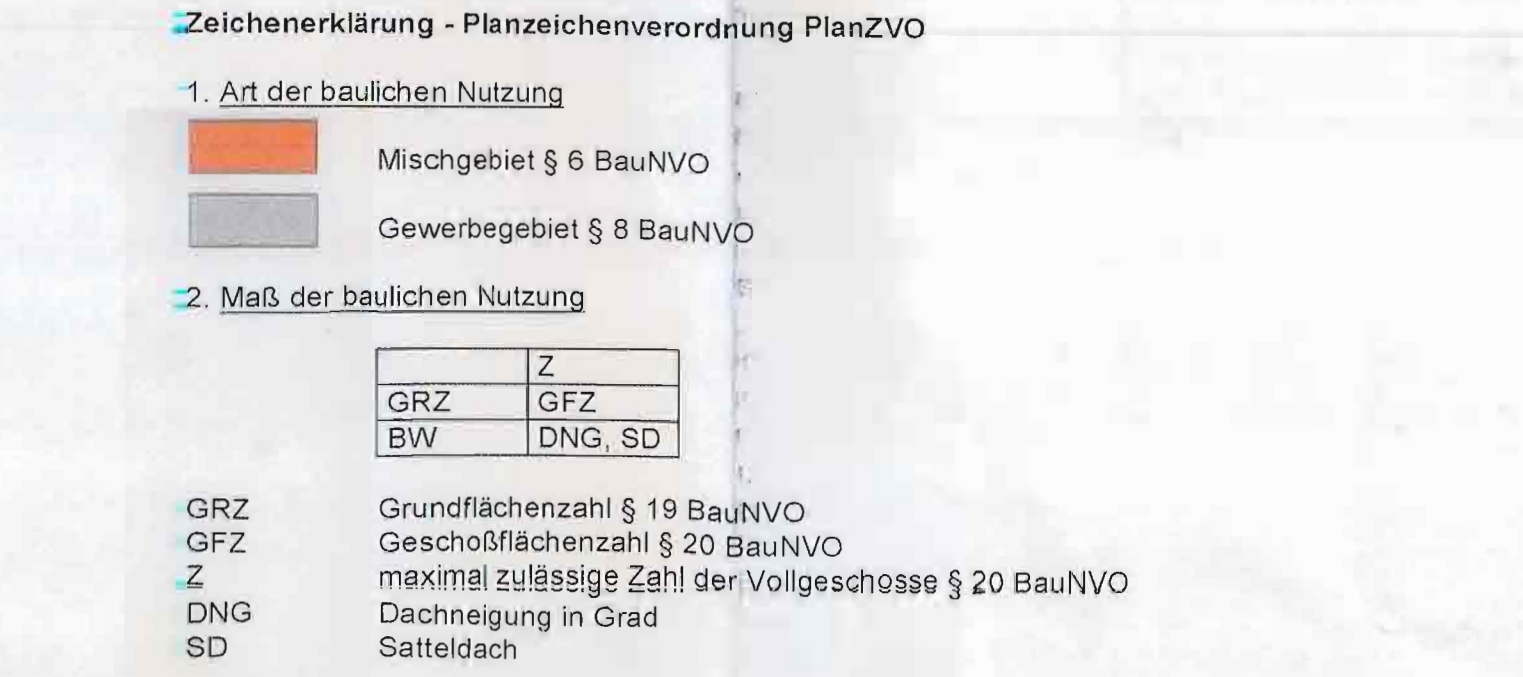 Zeichenerklärung - Planzeichenverordnung PlanZVO
1. Art der baulichen Nutzung
Mischgebiet § 6 BauNVO
Gewerbegebiet § 8 BauNVO
2. Maß der baulichen Nutzung
Z
GRZ GFZ
BW DNG, SD
GRZ Grundflächenzahl § 19 BauNVO
GFZ Geschoßflächenzahl § 20 BauNVO
Z maximal zulässige Zahl der Vollgeschosse § 20 BauNVO
DNG Dachneigung in Grad
SD Satteldach